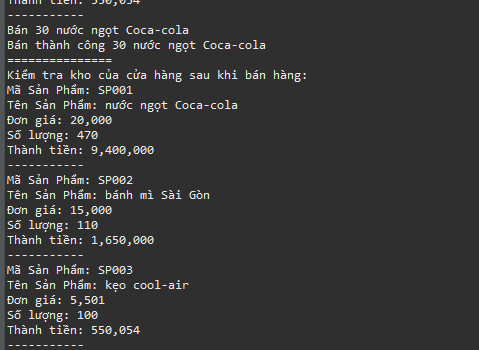 Thành tiền: 550,054
-----------
Bán 30 nước ngọt Coca-cola
Bán thành công 30 nước ngọt Coca-cola
===============
Kiểm tra kho của cửa hàng sau khi bán hàng:
Mã Sản Phẩm: SP001
Tên Sản Phẩm: nước ngọt Coca-cola
Đơn giá: 20,000
Số lượng: 470
Thành tiền: 9,400,000
-----------
Mã Sản Phẩm: SP002
Tên Sản Phẩm: bánh mì Sài Gòn
Đơn giá: 15,000
Số lượng: 110
Thành tiền: 1,650,000
-----------
Mã Sản Phẩm: SP003
Tên Sản Phẩm: kẹo cool-air
Đơn giá: 5,501
Số lượng: 100
Thành tiền: 550,054
-----------